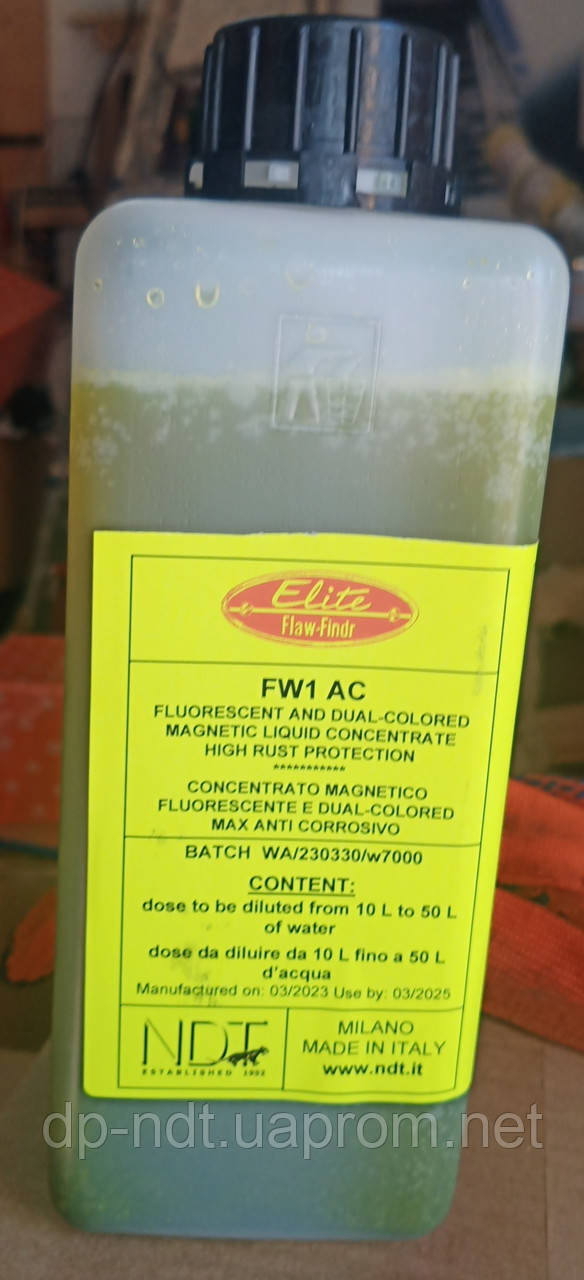 Elite
Flaw-Findr
FW1 AC
FLUORESCENT AND DUAL-COLORED
MAGNETIC LIQUID CONCENTRATE
HIGH RUST PROTECTION
***********
CONCENTRATO MAGNETICO
FLUORESCENTE E DUAL-COLORED
MAX ANTI CORROSIVO
BATCH WA/230330/w7000
CONTENT:
dose to be diluted from 10 L to 50 L
of water
dose da diluire da 10 L fino a 50 L
d'acqua
Manufactured on: 03/2023 Use by: 03/2025
NDT
ESTABLISHED 1952
MILANO
MADE IN ITALY
www.ndt.it
dp-ndt.uaprom.net